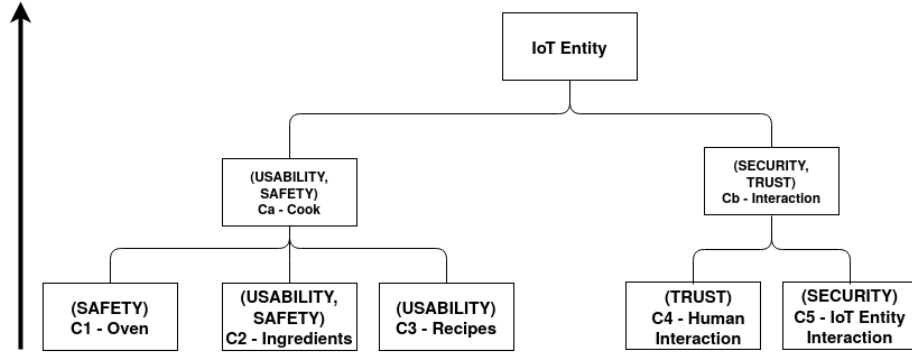 IoT Entity
(USABILITY,
SAFETY)
Ca - Cook
(SECURITY,
TRUST)
Cb - Interaction
(SAFETY)
C1 - Oven
(USABILITY,
SAFETY)
C2 - Ingredients
(USABILITY)
C3 - Recipes
(TRUST)
C4 - Human
Interaction
(SECURITY)
C5 - IoT Entity
Interaction